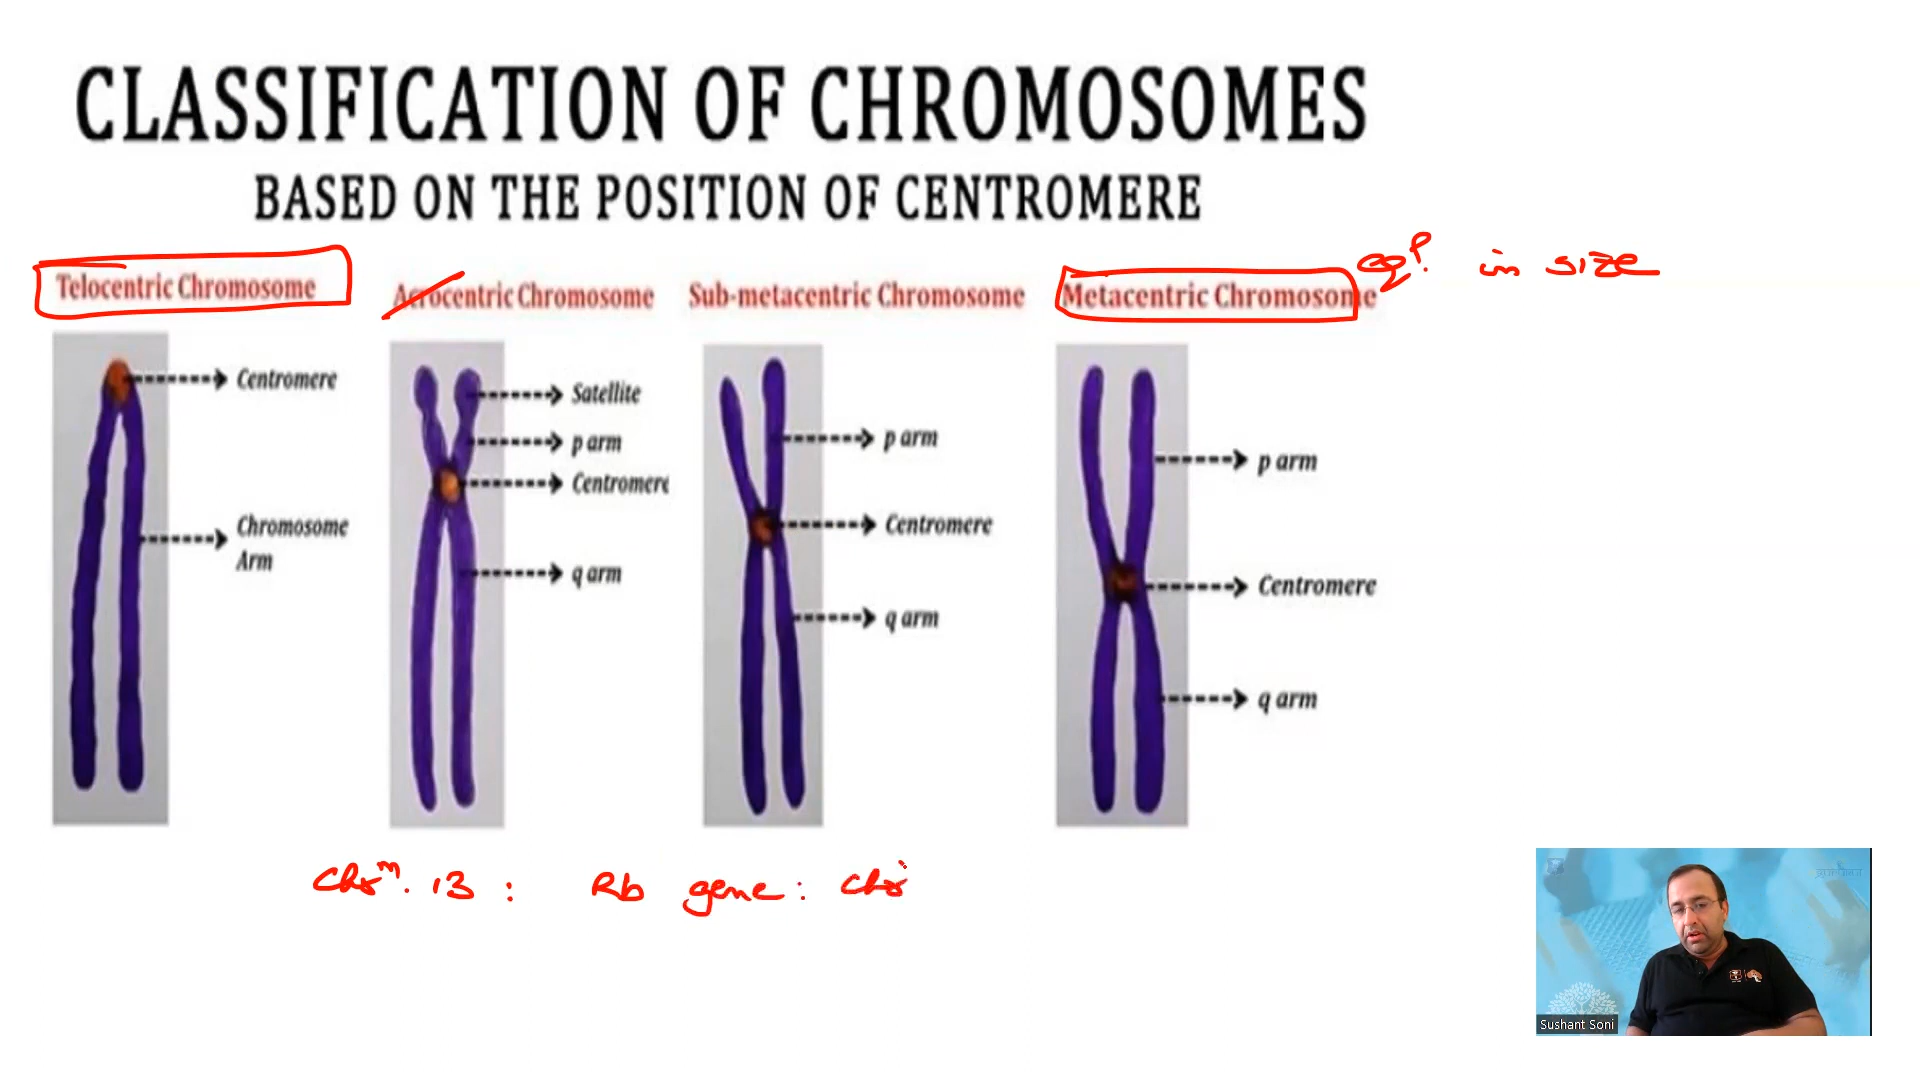 CLASSIFICATION OF CHROMOSOMES
BASED ON THE POSITION OF CENTROMERE
in size
Telocentric Chromosome
Acrocentric Chromosome
Sub-metacentric Chromosome
Metacentric Chromosome
Centromere
Chromosome
Arm
Satellite
p arm
Centromere
q arm
p arm
Centromere
q arm
p arm
Centromere
q arm
Chrᵐ. 13 : Rb gene : Chr
Sushant Soni